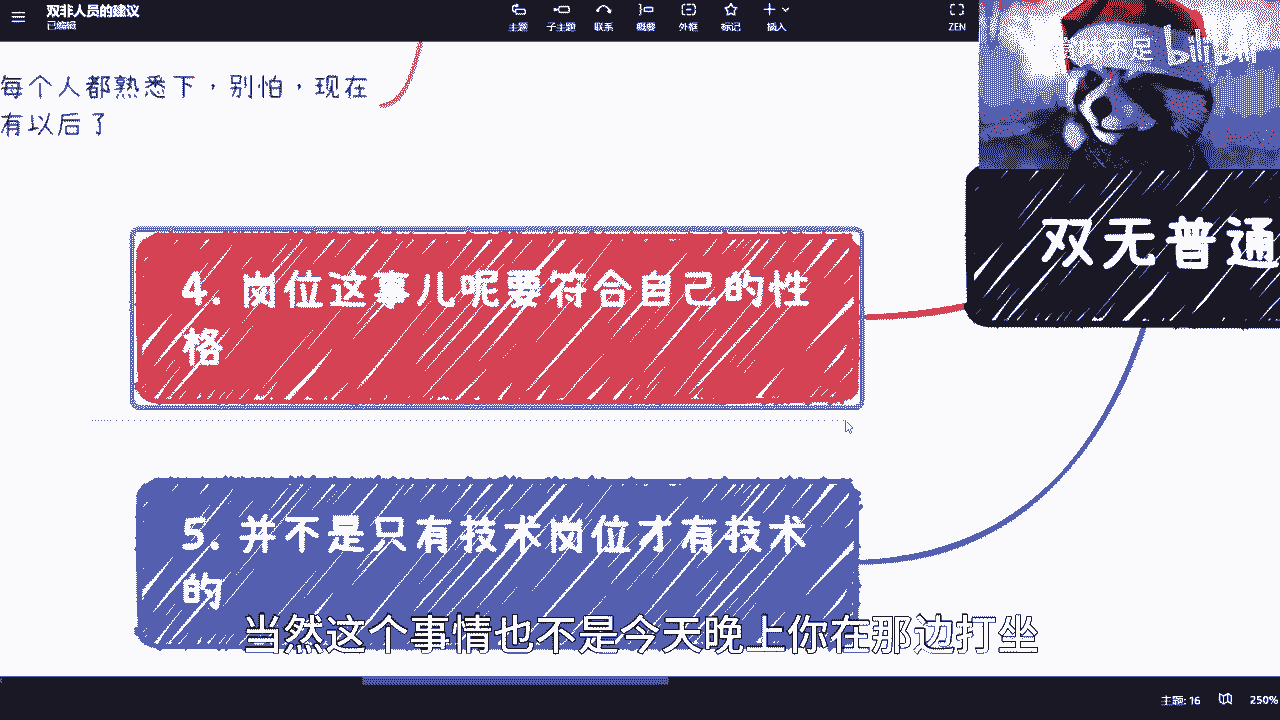 双非人员的建议
已编辑
主题 子主题 联系 概要 外框 标记 插入
ZEN
味不足 bilibili
每个人都熟悉下，别怕，现在
有以后了
双无普通
4. 岗位这事儿呢要符合自己的性
格
5. 并不是只有技术岗位才有技术
的
当然这个事情也不是今天晚上你在那边打坐
主题: 16
250%